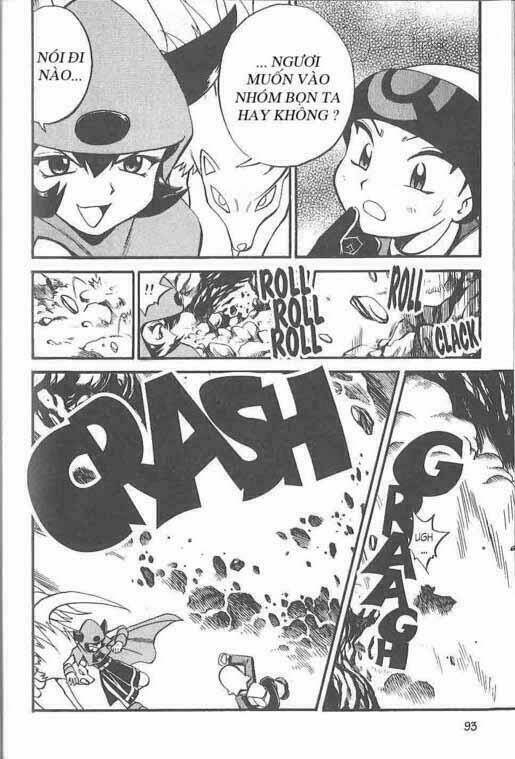 NÓI ĐI
NÀO...
... NGƯƠI
MUỐN VÀO
NHÓM BỌN TA
HAY KHÔNG ?
!!
ROLL
ROLL
ROLL
ROLL
CLACK
CRASH
GRAAGH
UGH
...
93